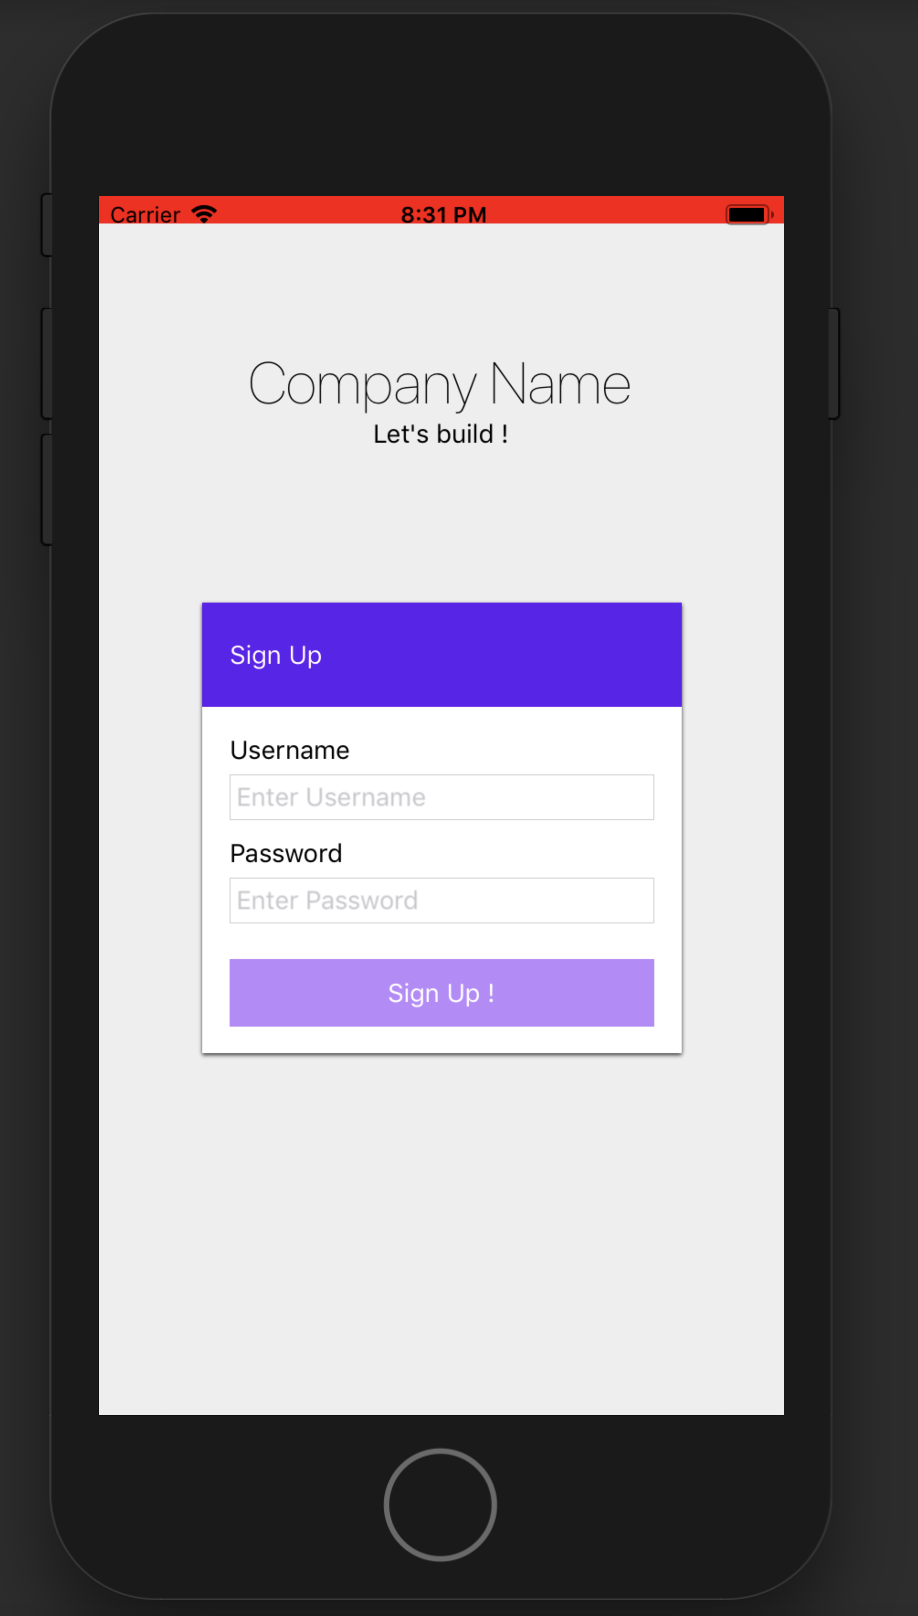 Carrier 8:31 PM
Company Name
Let's build !
Sign Up
Username
Enter Username
Password
Enter Password
Sign Up !